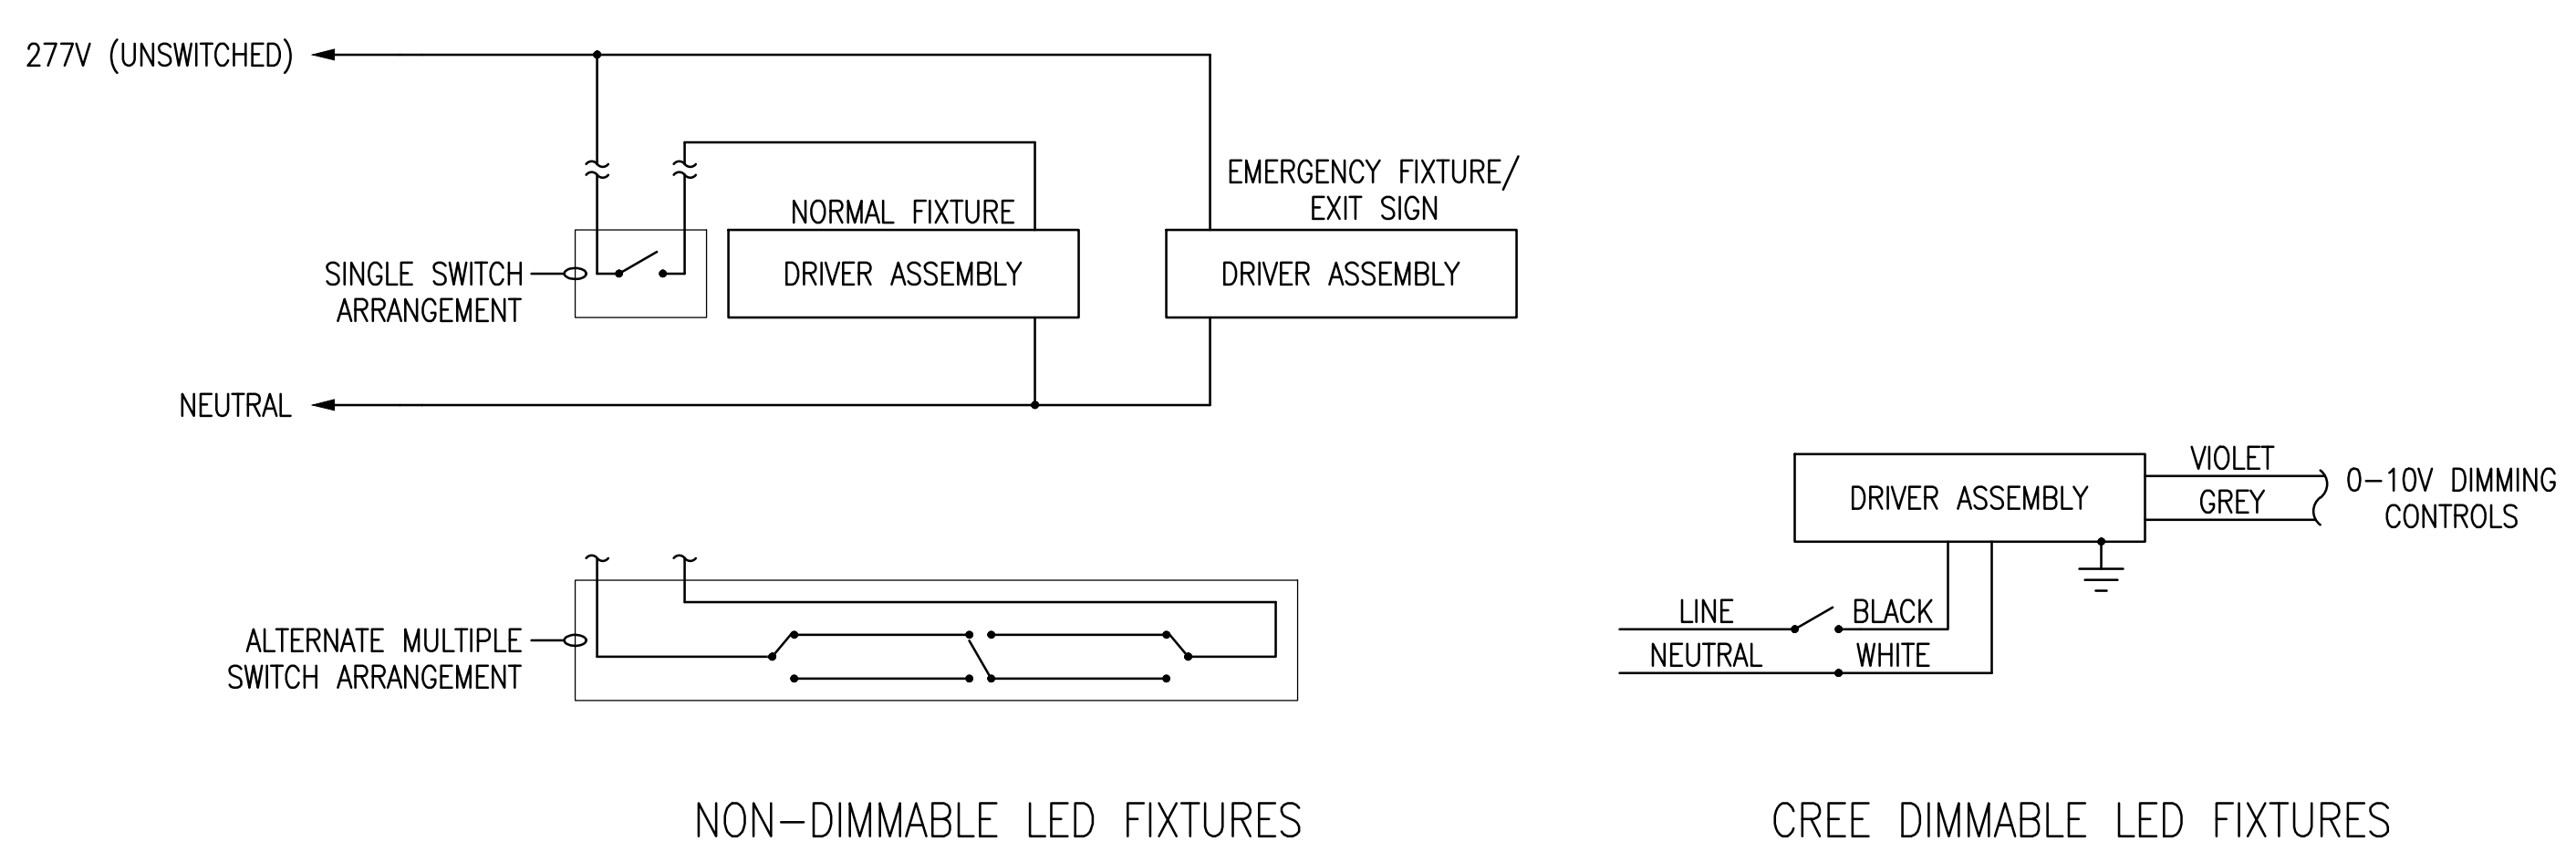 277V (UNSWITCHED)
EMERGENCY FIXTURE/
EXIT SIGN
NORMAL FIXTURE
SINGLE SWITCH
ARRANGEMENT
DRIVER ASSEMBLY
DRIVER ASSEMBLY
NEUTRAL
ALTERNATE MULTIPLE
SWITCH ARRANGEMENT
NON-DIMMABLE LED FIXTURES
DRIVER ASSEMBLY
VIOLET
GREY
0-10V DIMMING
CONTROLS
LINE
BLACK
NEUTRAL
WHITE
CREE DIMMABLE LED FIXTURES